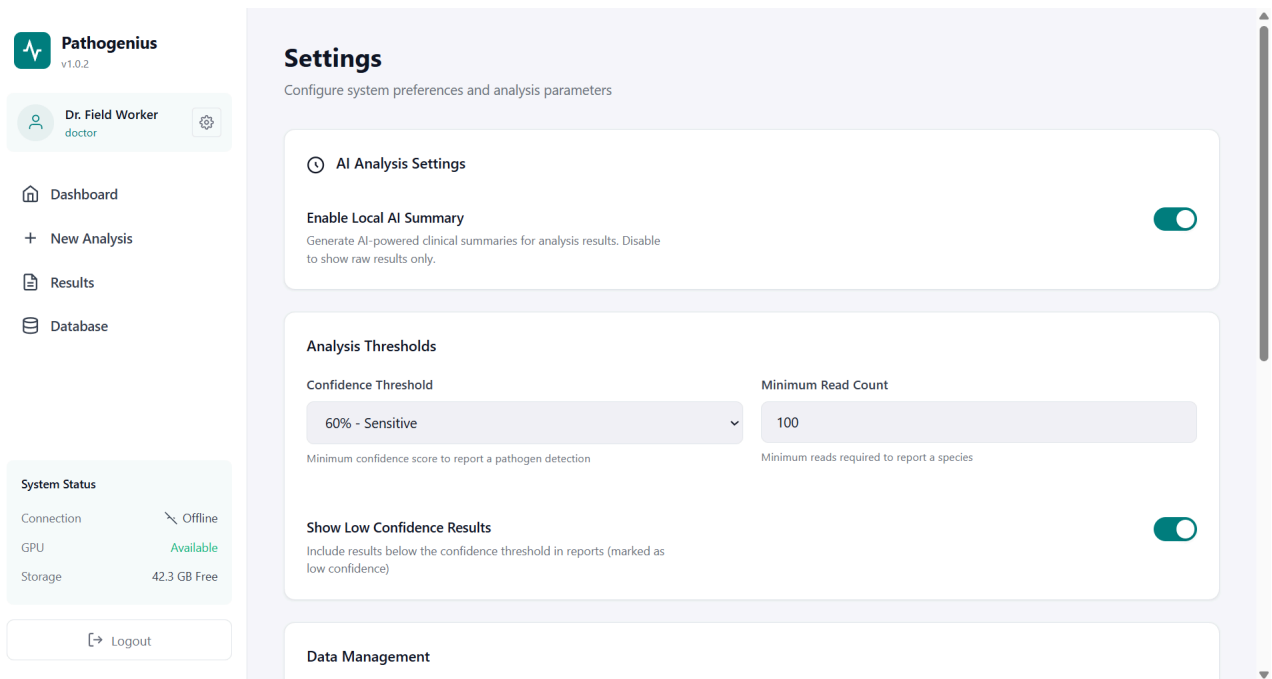 Pathogenius
v1.0.2
Dr. Field Worker
doctor
Dashboard
New Analysis
Results
Database
System Status
Connection Offline
GPU Available
Storage 42.3 GB Free
Logout
Settings
Configure system preferences and analysis parameters
AI Analysis Settings
Enable Local AI Summary
Generate AI-powered clinical summaries for analysis results. Disable
to show raw results only.
Analysis Thresholds
Confidence Threshold
60% - Sensitive
Minimum confidence score to report a pathogen detection
Minimum Read Count
100
Minimum reads required to report a species
Show Low Confidence Results
Include results below the confidence threshold in reports (marked as
low confidence)
Data Management